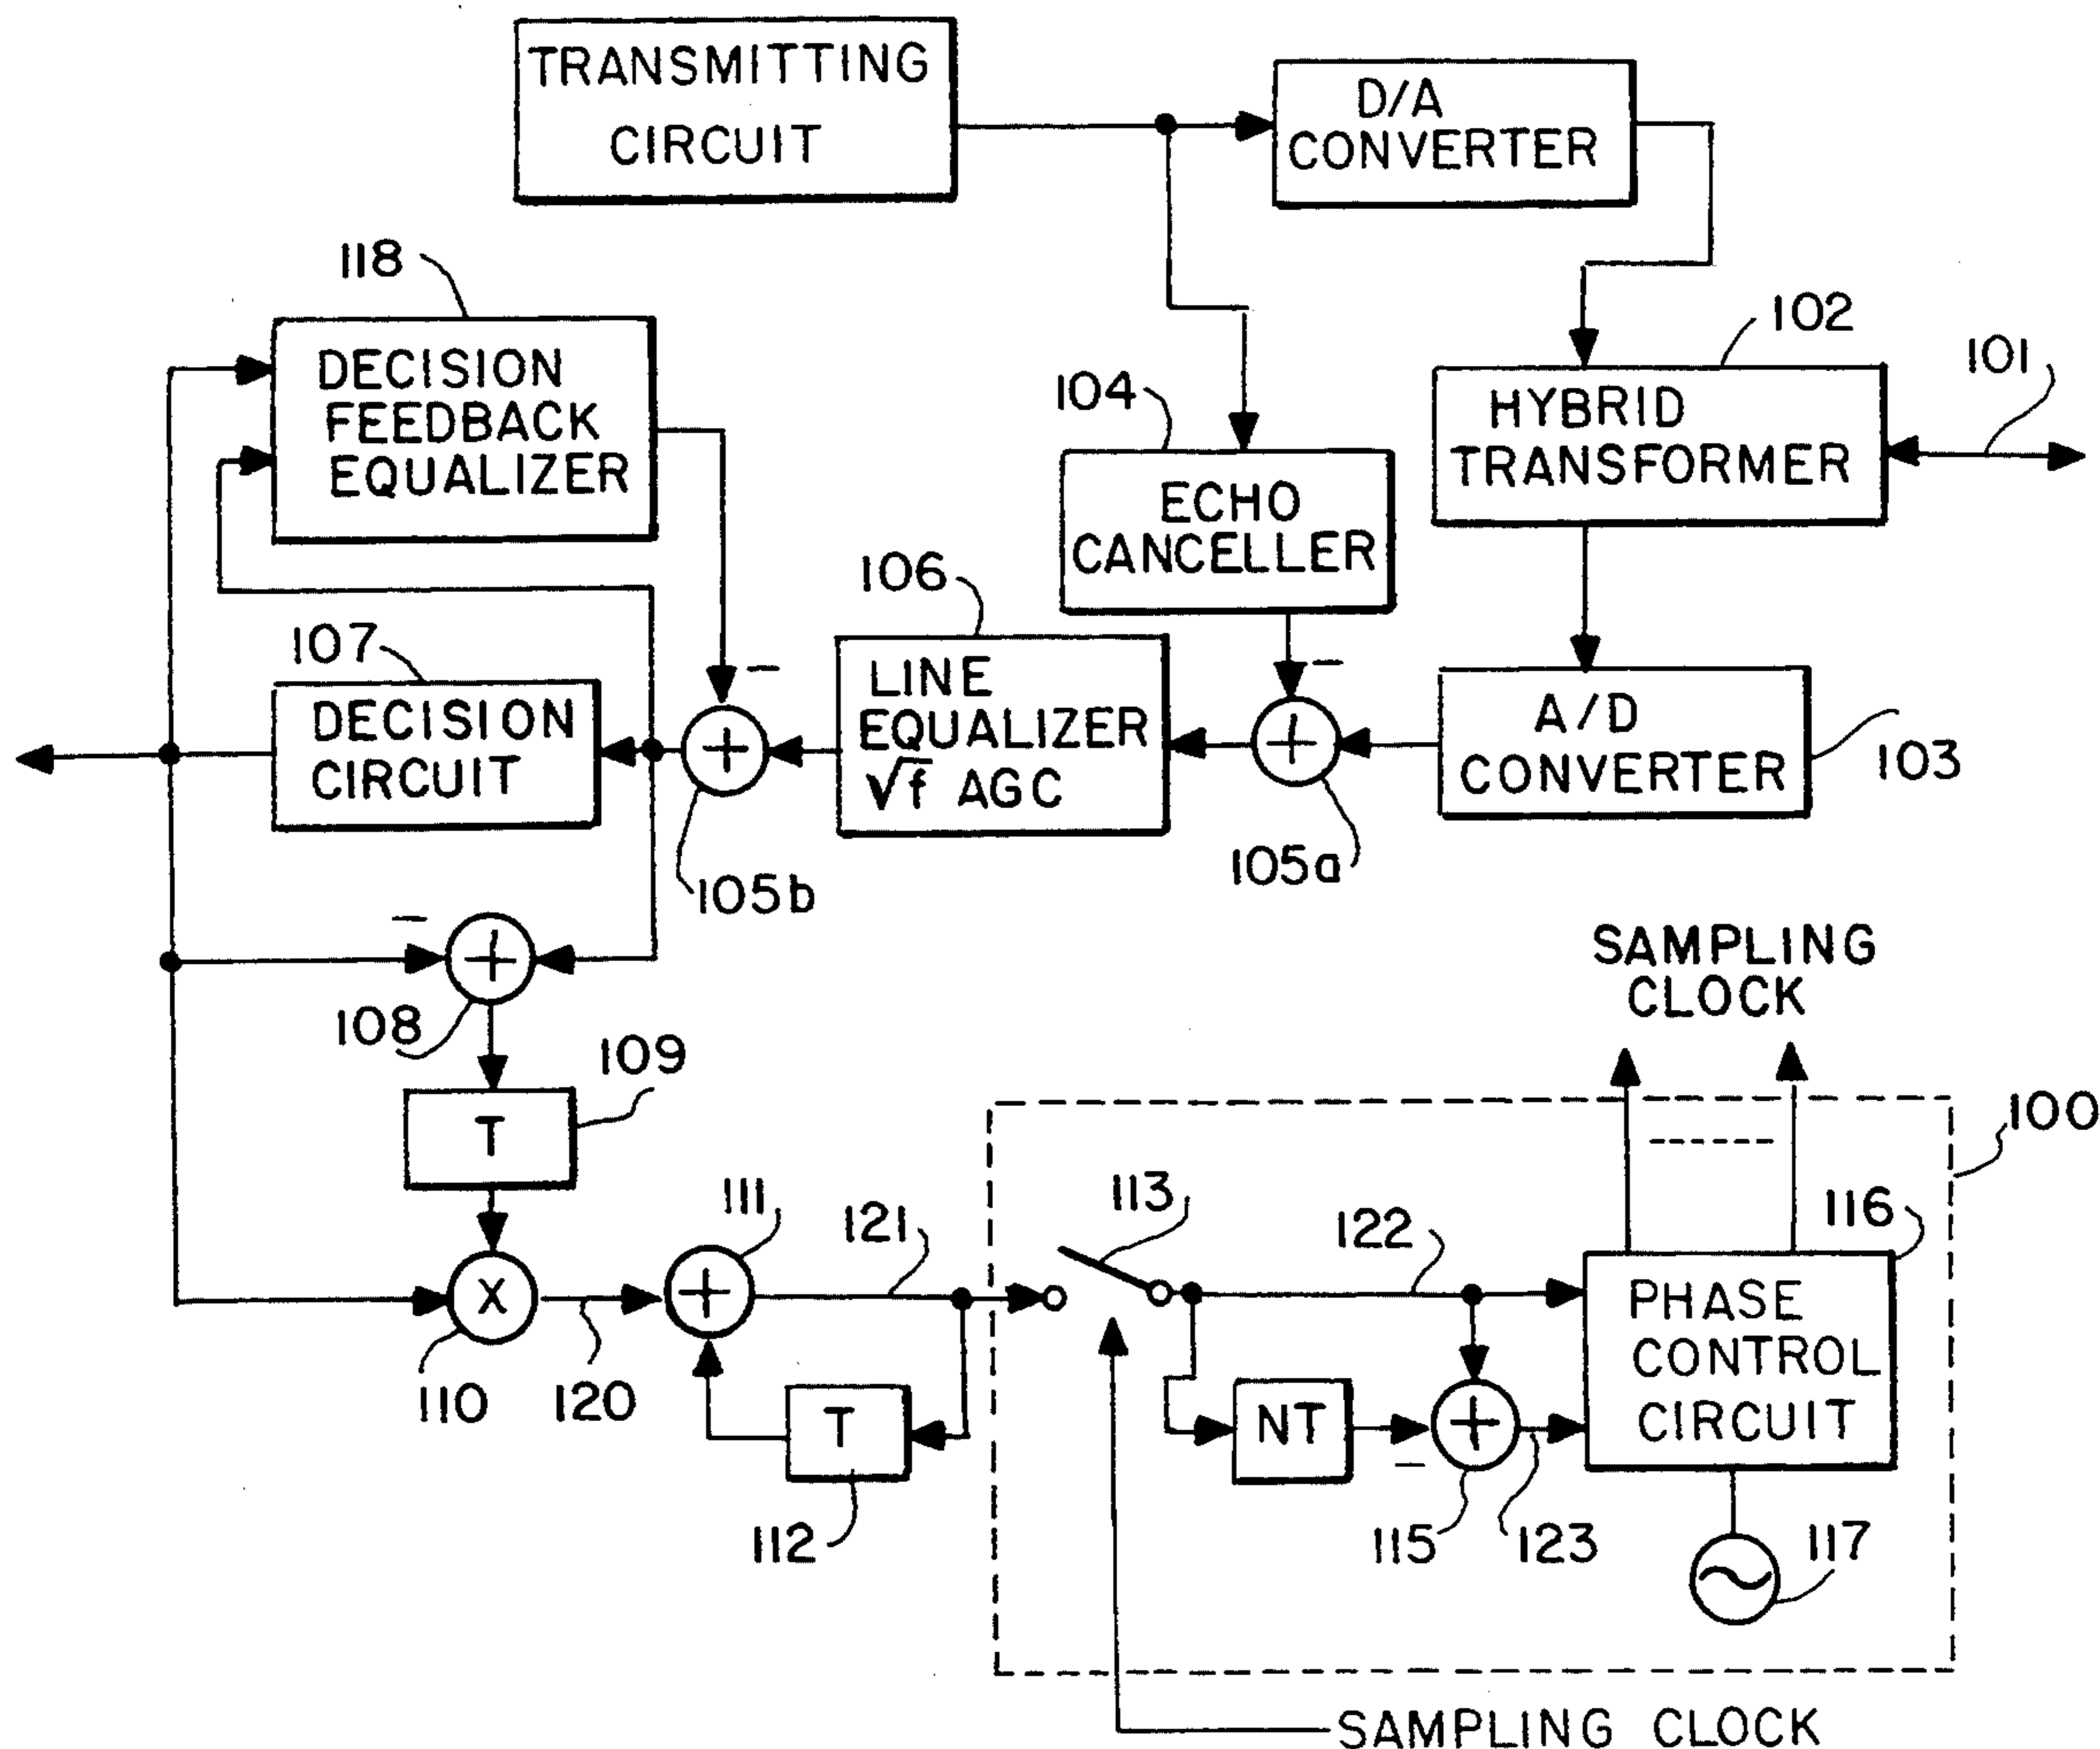 TRANSMITTING
CIRCUIT
D/A
CONVERTER
118
DECISION
FEEDBACK
EQUALIZER
102
101
HYBRID
TRANSFORMER
104
ECHO
CANCELLER
106
LINE
EQUALIZER
√f AGC
107
DECISION
CIRCUIT
−
+
105b
−
+
105a
A/D
CONVERTER
103
−
+
108
109
T
SAMPLING
CLOCK
100
X
110
120
111
+
121
T
112
113
122
116
PHASE
CONTROL
CIRCUIT
NT
−
+
115
123
117
SAMPLING CLOCK